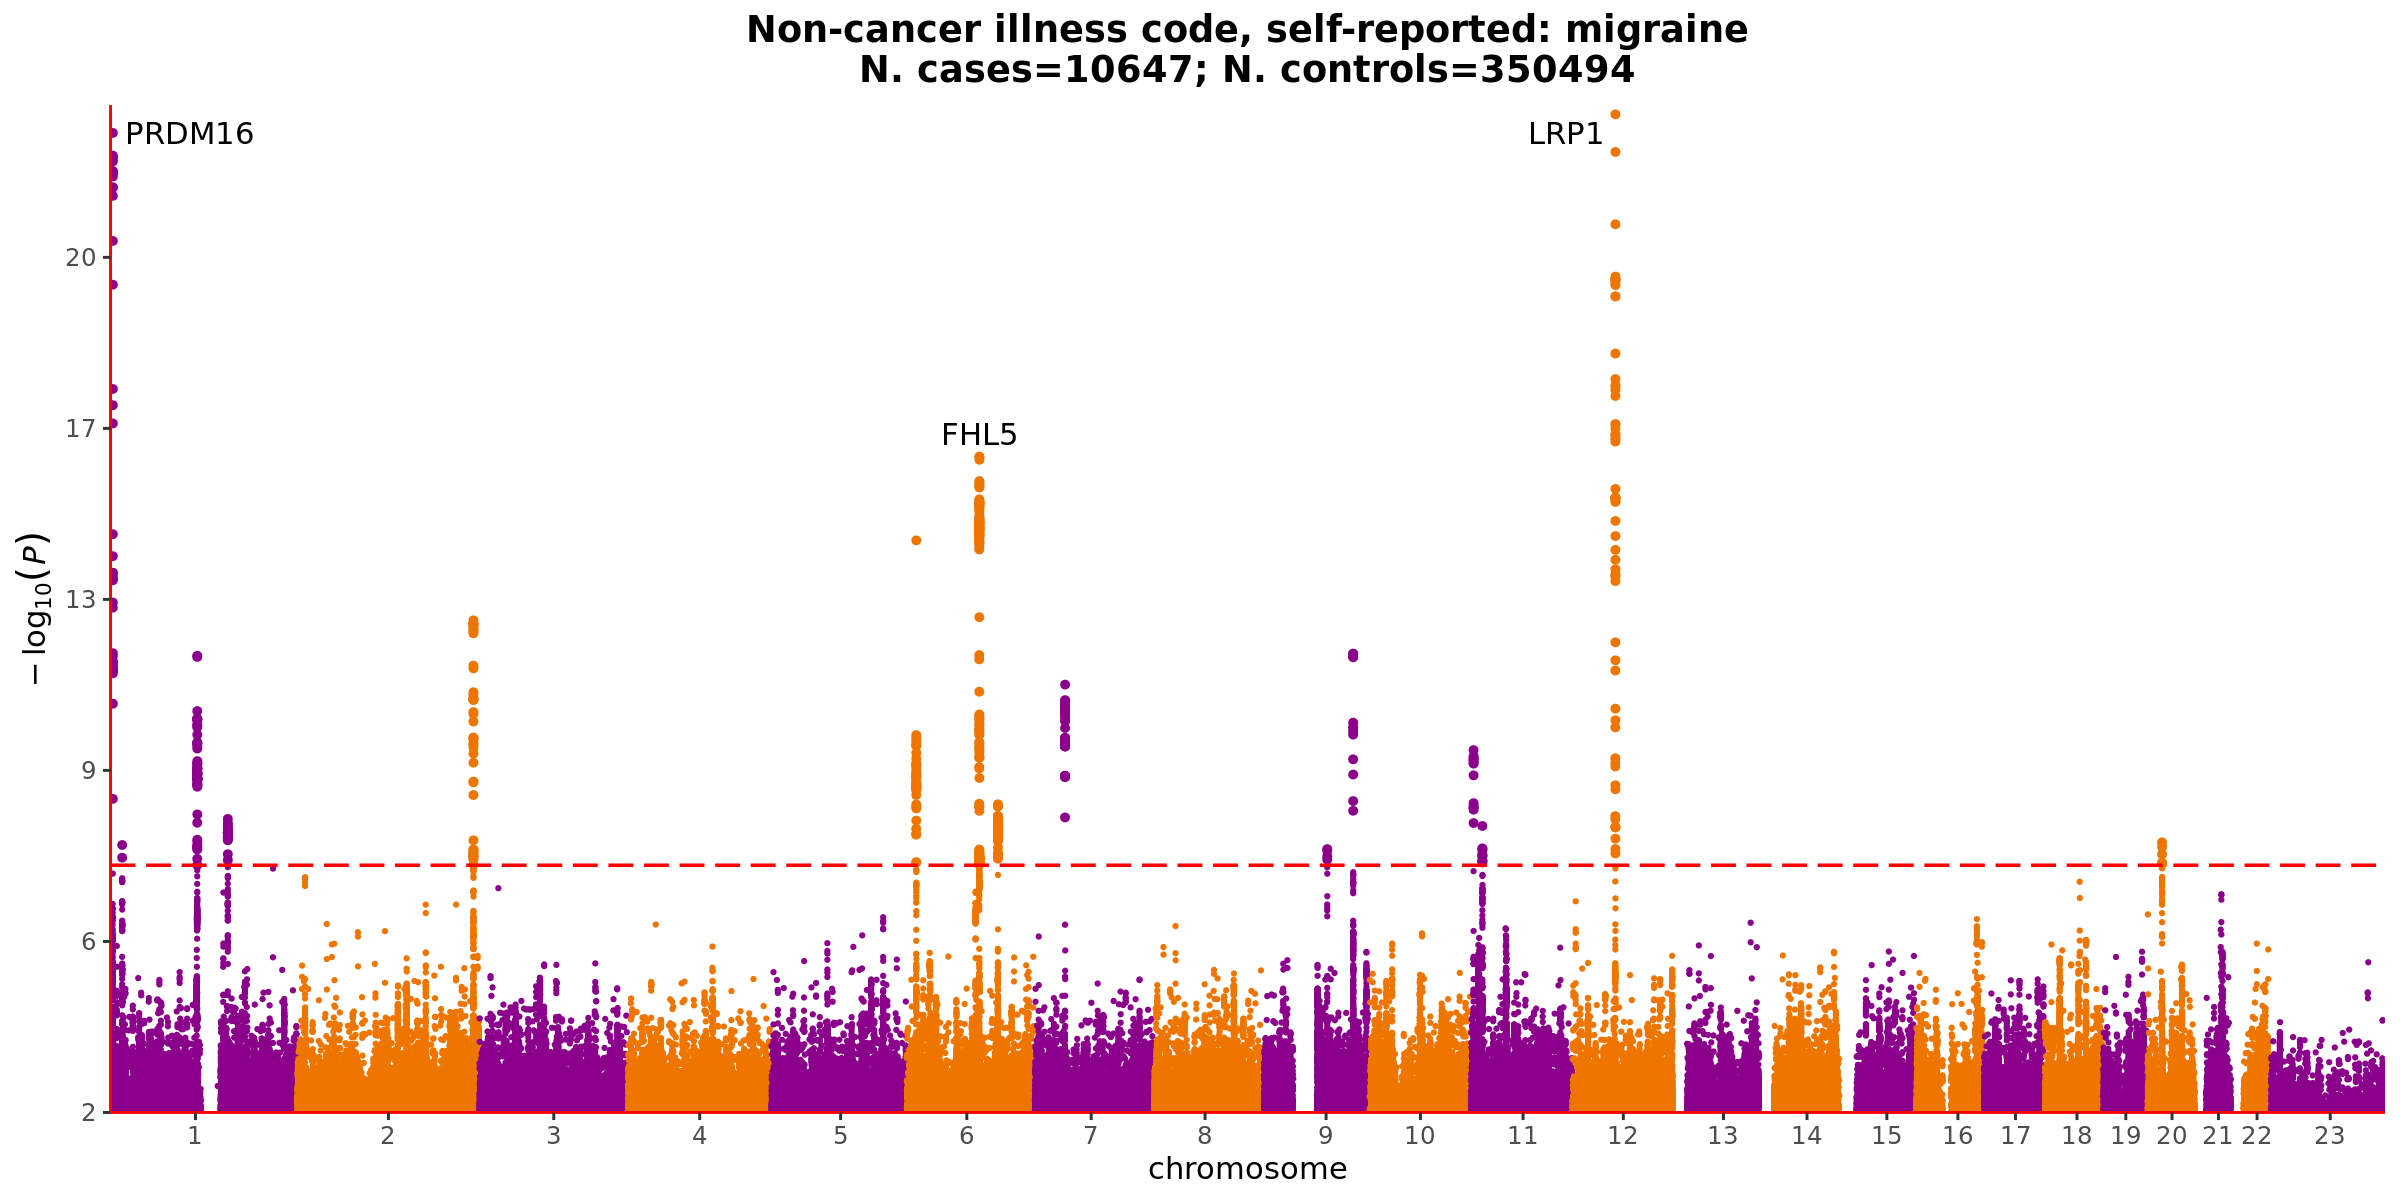 Non-cancer illness code, self-reported: migraine
N. cases=10647; N. controls=350494
PRDM16
LRP1
FHL5
20
17
13
9
6
2
−log₁₀(P)
1 2 3 4 5 6 7 8 9 10 11 12 13 14 15 16 17 18 19 20 21 22 23
chromosome